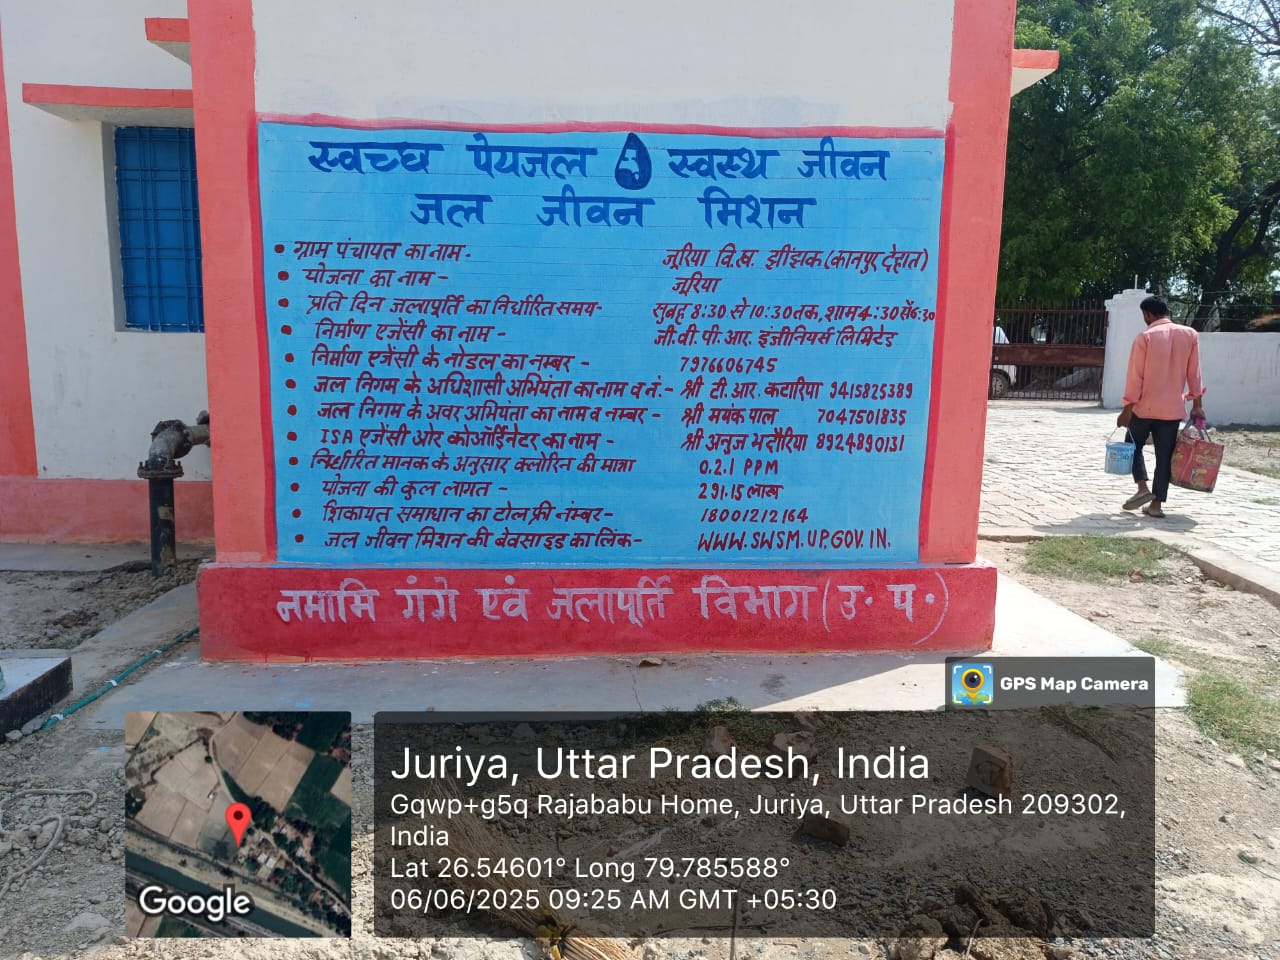 स्वच्छ पेयजल स्वस्थ जीवन
जल जीवन मिशन
• ग्राम पंचायत का नाम- जूरिया वि.ख. झींझक (कानपुर देहात)
• योजना का नाम- जूरिया
• प्रति दिन जलापूर्ति का निर्धारित समय- सुबह 8:30 से 10:30 तक, शाम 4:30 से 6:30
• निर्माण एजेंसी का नाम- जी.वी.पी.आर. इंजीनियर्स लिमिटेड
• निर्माण एजेंसी के नोडल का नम्बर- 7976606745
• जल निगम के अधिशासी अभियंता का नाम व नं.- श्री टी.आर. कटारिया 9415825389
• जल निगम के अवर अभियंता का नाम व नम्बर- श्री मयंक पाल 7047501835
• ISA एजेंसी ओर कोऑर्डिनेटर का नाम- श्री अनुज भदौरिया 8924890131
• निर्धारित मानक के अनुसार क्लोरिन की मात्रा 0.2.1 PPM
• योजना की कुल लागत- 291.15 लाख
• शिकायत समाधान का टोल फ्री नंम्बर- 18001212164
• जल जीवन मिशन की बेवसाइड का लिंक- WWW.SWSM.UP.GOV.IN.
नमामि गंगे एवं जलापूर्ति विभाग (उ॰ प॰)
GPS Map Camera
Juriya, Uttar Pradesh, India
Gqwp+g5q Rajababu Home, Juriya, Uttar Pradesh 209302,
India
Lat 26.54601° Long 79.785588°
06/06/2025 09:25 AM GMT +05:30
Google